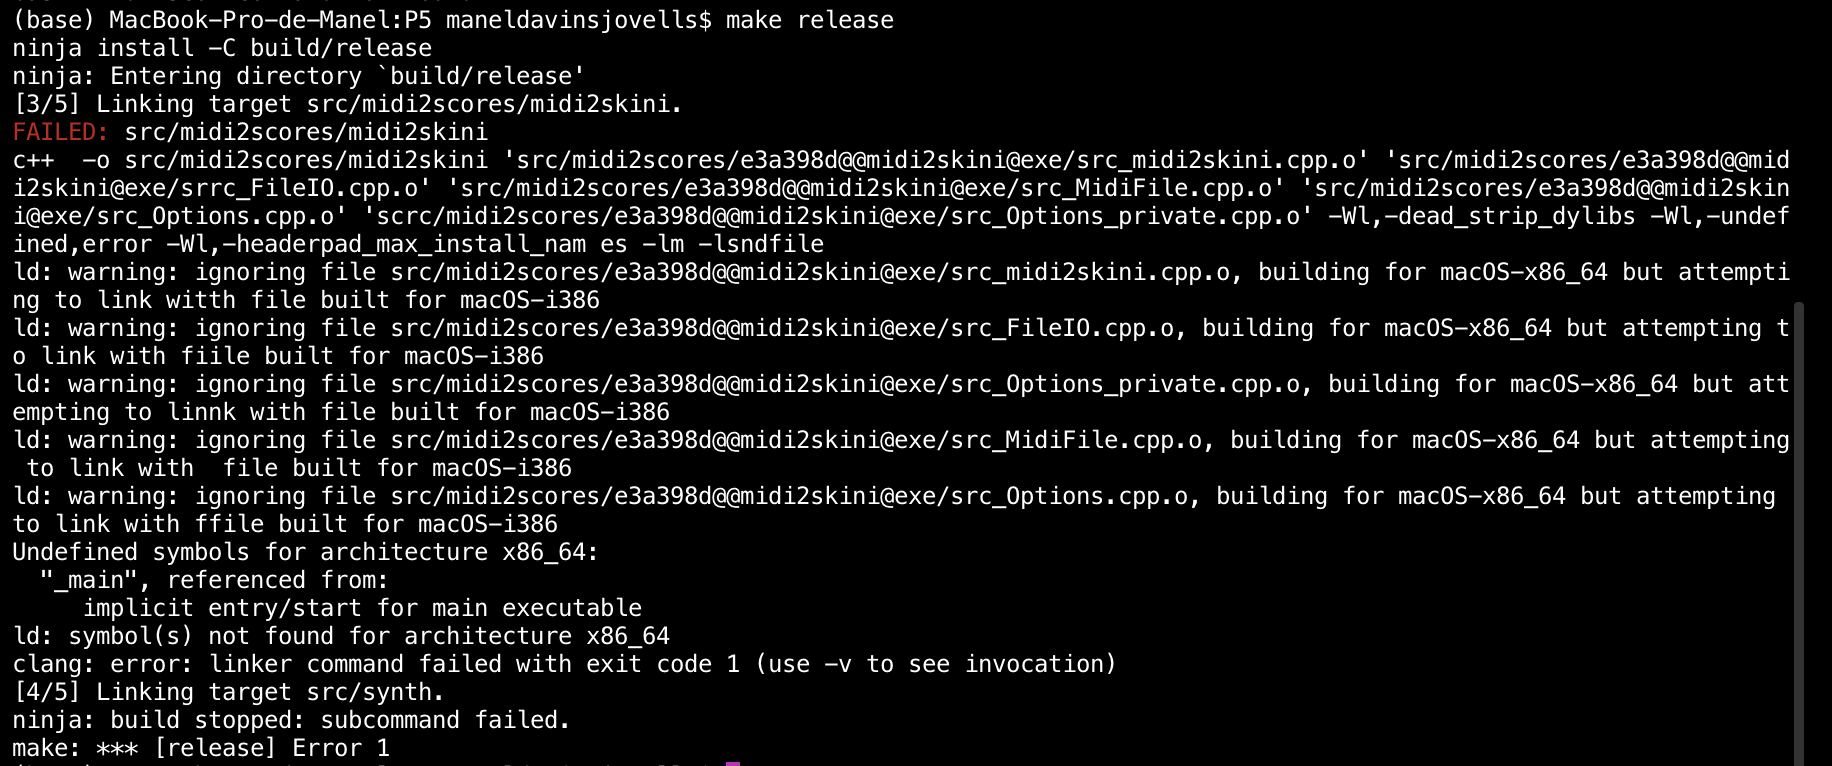 (base) MacBook-Pro-de-Manel:P5 maneldavinsjovells$ make release
ninja install -C build/release
ninja: Entering directory `build/release'
[3/5] Linking target src/midi2scores/midi2skini.
FAILED: src/midi2scores/midi2skini
c++  -o src/midi2scores/midi2skini 'src/midi2scores/e3a398d@@midi2skini@exe/src_midi2skini.cpp.o' 'src/midi2scores/e3a398d@@mid
i2skini@exe/srrc_FileIO.cpp.o' 'src/midi2scores/e3a398d@@midi2skini@exe/src_MidiFile.cpp.o' 'src/midi2scores/e3a398d@@midi2skin
i@exe/src_Options.cpp.o' 'scrc/midi2scores/e3a398d@@midi2skini@exe/src_Options_private.cpp.o' -Wl,-dead_strip_dylibs -Wl,-undef
ined,error -Wl,-headerpad_max_install_nam es -lm -lsndfile
ld: warning: ignoring file src/midi2scores/e3a398d@@midi2skini@exe/src_midi2skini.cpp.o, building for macOS-x86_64 but attempti
ng to link witth file built for macOS-i386
ld: warning: ignoring file src/midi2scores/e3a398d@@midi2skini@exe/src_FileIO.cpp.o, building for macOS-x86_64 but attempting t
o link with fiile built for macOS-i386
ld: warning: ignoring file src/midi2scores/e3a398d@@midi2skini@exe/src_Options_private.cpp.o, building for macOS-x86_64 but att
empting to linnk with file built for macOS-i386
ld: warning: ignoring file src/midi2scores/e3a398d@@midi2skini@exe/src_MidiFile.cpp.o, building for macOS-x86_64 but attempting
 to link with  file built for macOS-i386
ld: warning: ignoring file src/midi2scores/e3a398d@@midi2skini@exe/src_Options.cpp.o, building for macOS-x86_64 but attempting
to link with ffile built for macOS-i386
Undefined symbols for architecture x86_64:
  "_main", referenced from:
     implicit entry/start for main executable
ld: symbol(s) not found for architecture x86_64
clang: error: linker command failed with exit code 1 (use -v to see invocation)
[4/5] Linking target src/synth.
ninja: build stopped: subcommand failed.
make: *** [release] Error 1